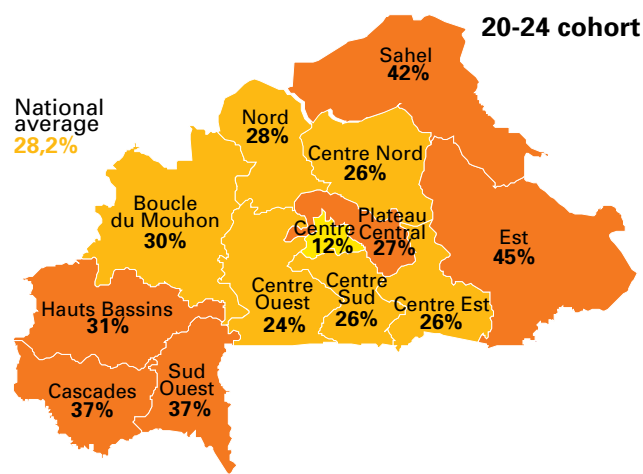 20-24 cohort
Sahel
42%
National
average
28,2%
Nord
28%
Centre Nord
26%
Boucle
du Mouhon
30%
Plateau
Central
27%
Centre
12%
Est
45%
Centre
Ouest
24%
Centre
Sud
26%
Centre Est
26%
Hauts Bassins
31%
Cascades
37%
Sud
Ouest
37%